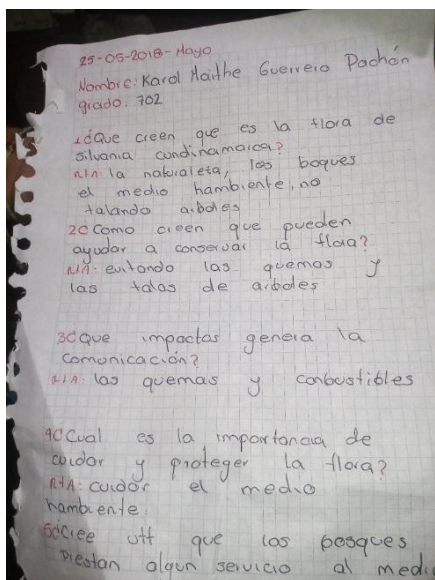 25-05-2018- Mayo
Nombre: Karol Maithe Guerrero Pachón
grado: 702
1¿Que creen que es la flora de
silvania cundinamarca?
R/A: la naturaleta, los boques
el medio hambiente, no
talando arboles
2¿Como creen que pueden
ayudar a conservar la flora?
R/A: evitando las quemas y
las talas de arboles
3¿Que impactos genera la
comunicación?
R/A: las quemas y conbustibles
4¿Cual es la importancia de
cuidar y proteger la flora?
R/A: cuidar el medio
hambiente
5¿Cree utt que los bosques
prestan algun servicio al medi